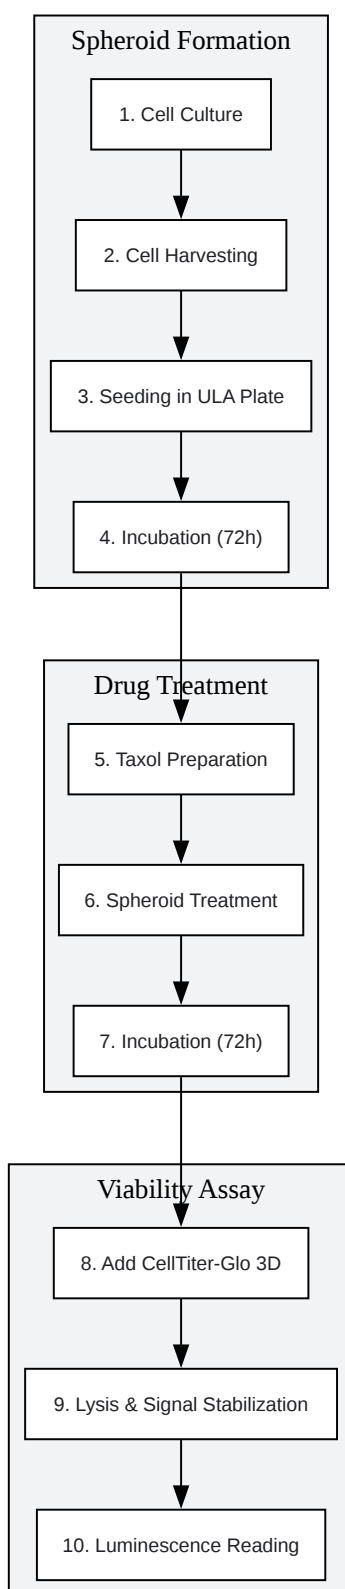 Spheroid Formation
1. Cell Culture
2. Cell Harvesting
3. Seeding in ULA Plate
4. Incubation (72h)
Drug Treatment
5. Taxol Preparation
6. Spheroid Treatment
7. Incubation (72h)
Viability Assay
8. Add CellTiter-Glo 3D
9. Lysis & Signal Stabilization
10. Luminescence Reading